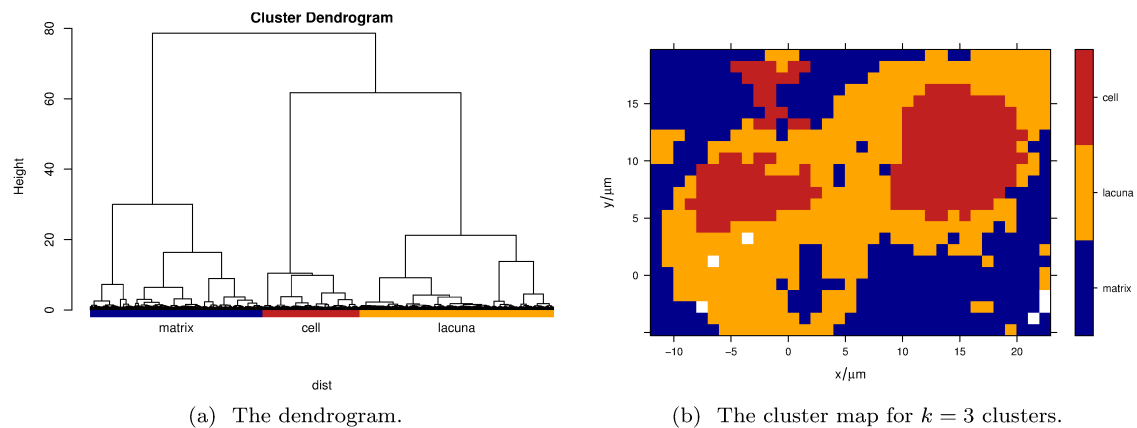 Cluster Dendrogram
Height
80
60
40
20
0
matrix
cell
lacuna
dist
(a) The dendrogram.
y/µm
15
10
5
0
−10
−5
0
5
10
15
20
x/µm
cell
lacuna
matrix
(b) The cluster map for k = 3 clusters.